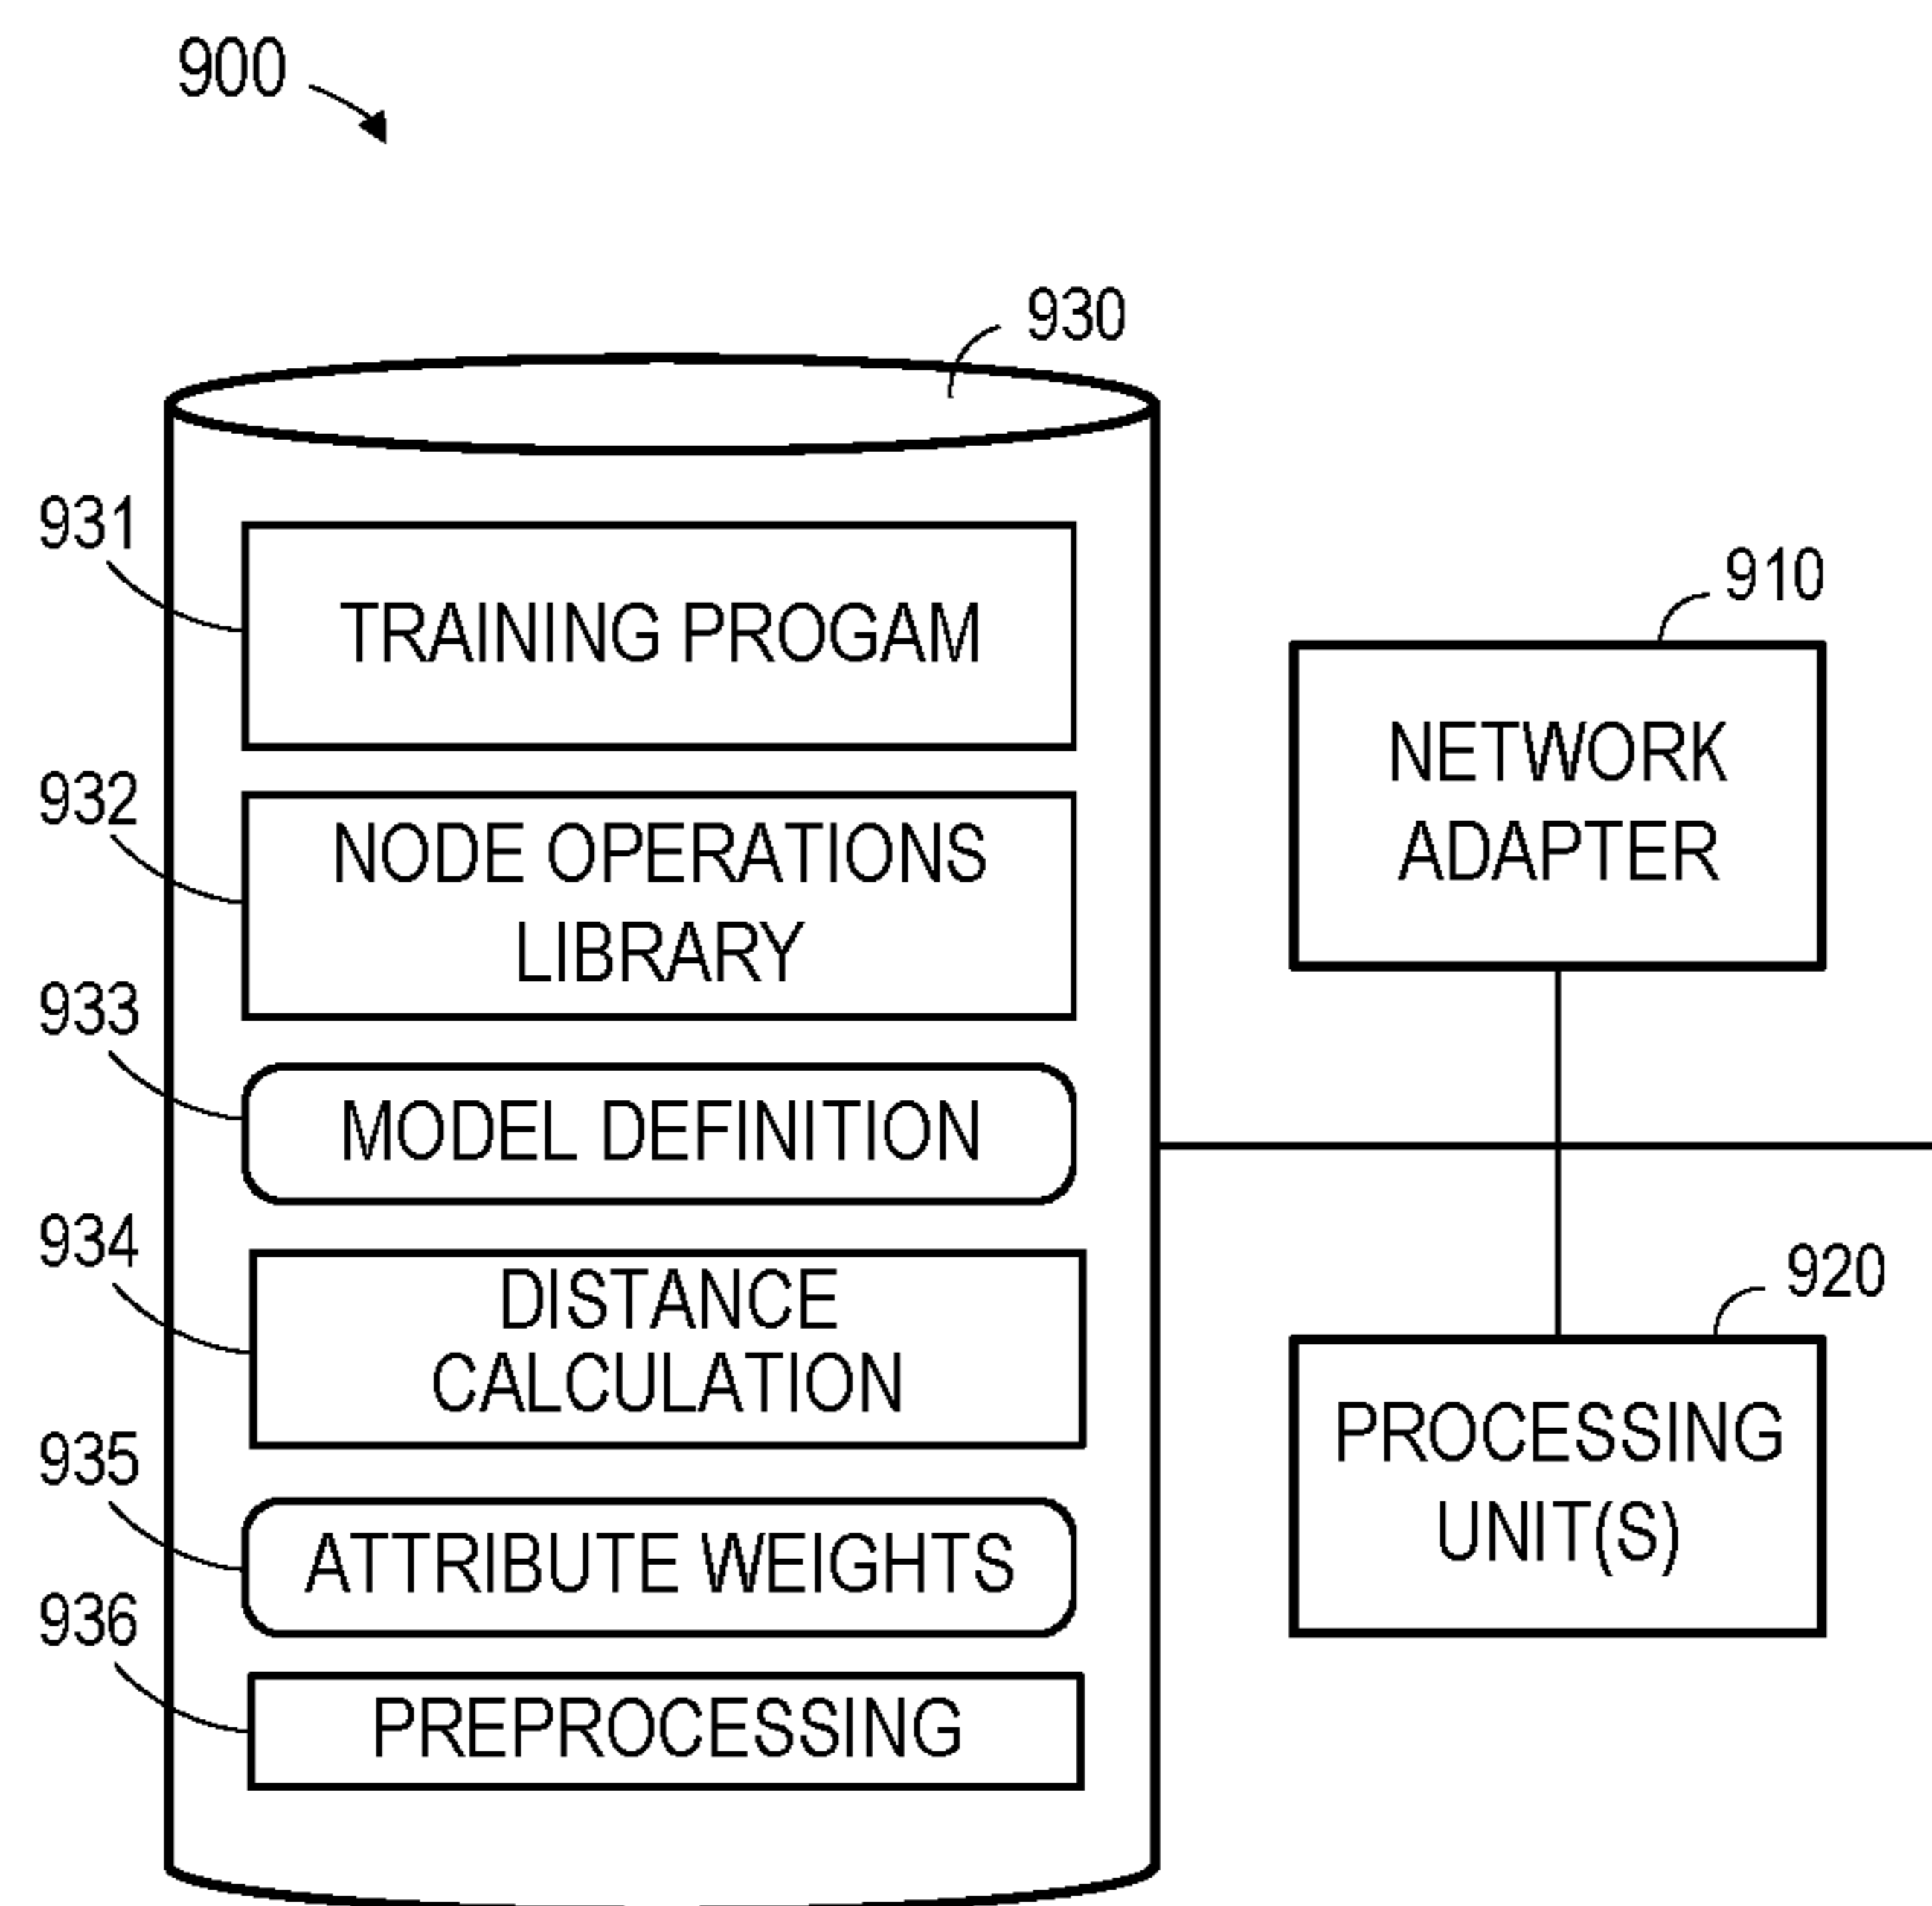 900
930
931
TRAINING PROGAM
932
NODE OPERATIONS
LIBRARY
933
MODEL DEFINITION
934
DISTANCE
CALCULATION
935
ATTRIBUTE WEIGHTS
936
PREPROCESSING
910
NETWORK
ADAPTER
920
PROCESSING
UNIT(S)